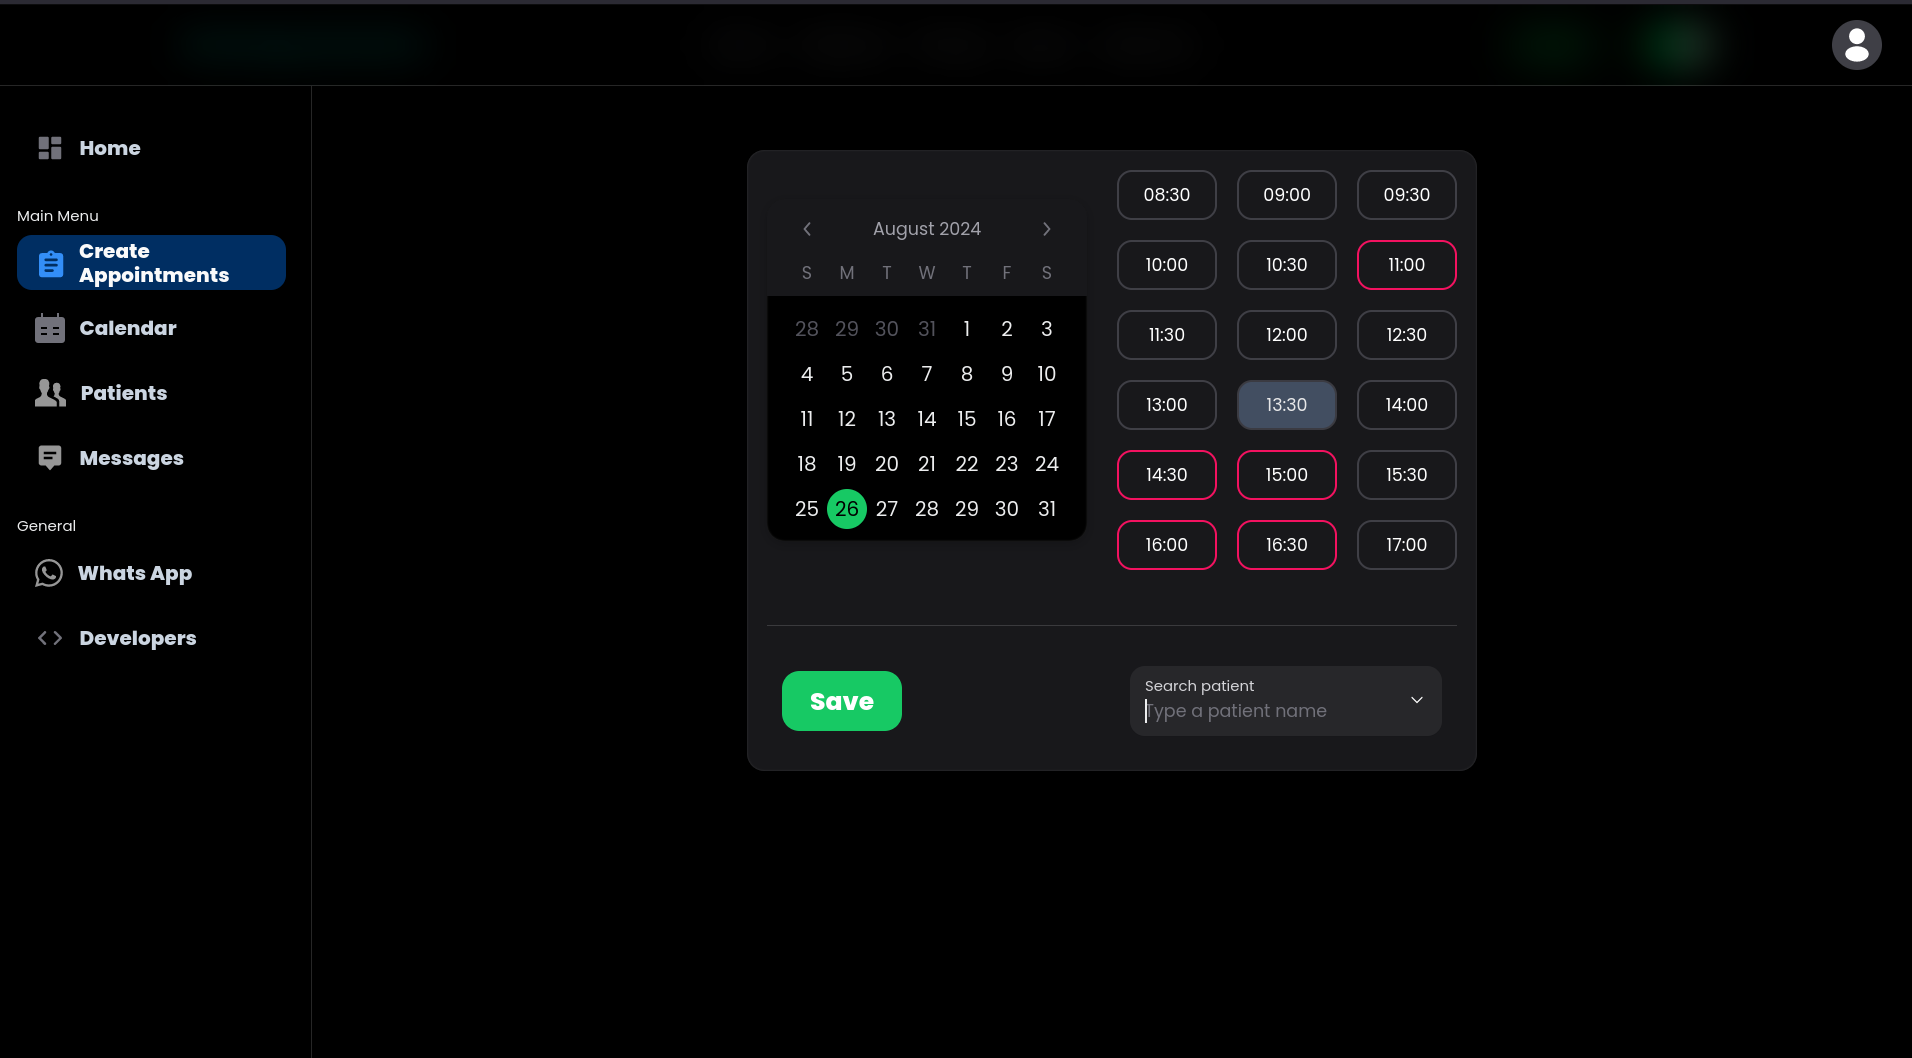 Home
Main Menu
Create
Appointments
Calendar
Patients
Messages
General
Whats App
Developers
August 2024
S M T W T F S
28 29 30 31 1 2 3
4 5 6 7 8 9 10
11 12 13 14 15 16 17
18 19 20 21 22 23 24
25 26 27 28 29 30 31
08:30 09:00 09:30
10:00 10:30 11:00
11:30 12:00 12:30
13:00 13:30 14:00
14:30 15:00 15:30
16:00 16:30 17:00
Save
Search patient
Type a patient name